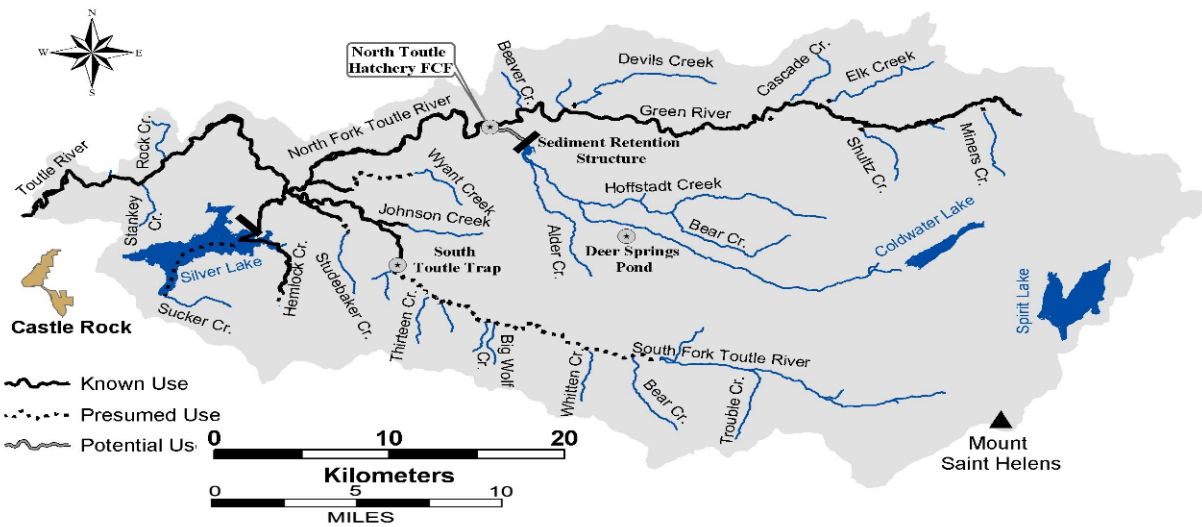 N
W
E
S
North Toutle
Hatchery FCF
Beaver Cr.
Devils Creek
Cascade Cr.
Elk Creek
Green River
North Fork Toutle River
Sediment Retention
Structure
Rock Cr.
Toutle River
Wyant Creek
Shultz Cr.
Miners Cr.
Hoffstadt Creek
Stankey
Cr.
Johnson Creek
Bear Cr.
Alder Cr.
Deer Springs
Pond
Coldwater Lake
Silver Lake
South
Toutle Trap
Hemlock Cr.
Studebaker Cr.
Spirit Lake
Sucker Cr.
Castle Rock
Thirteen Cr.
Big Wolf
Cr.
South Fork Toutle River
Whitten Cr.
Bear Cr.
Trouble Cr.
Known Use
Presumed Use
Potential Us
0 10 20
Kilometers
0 5 10
MILES
Mount
Saint Helens